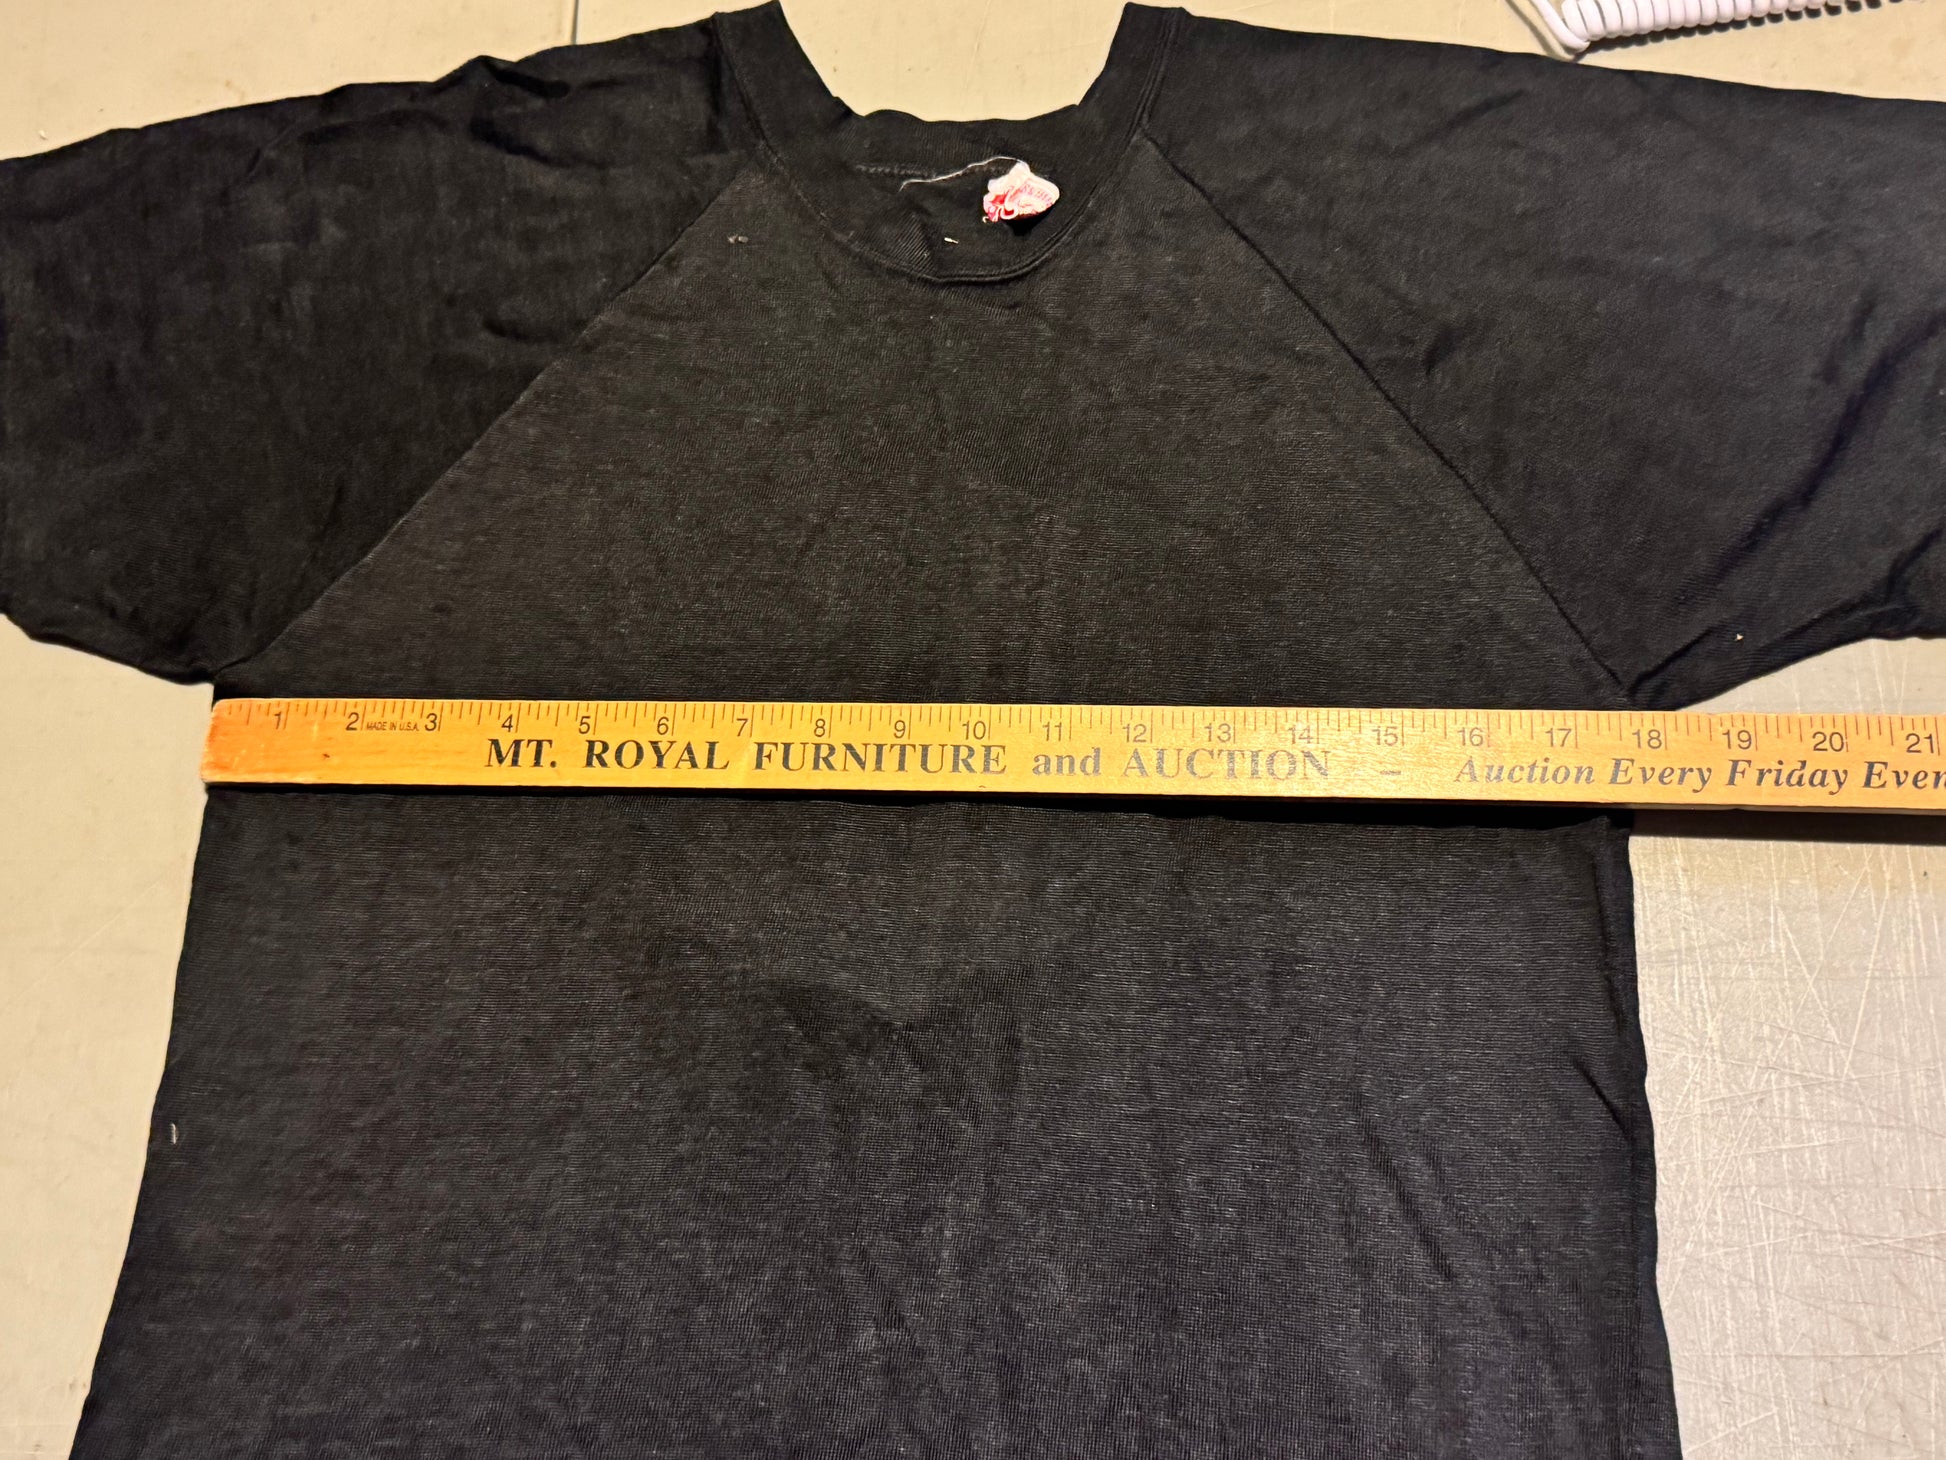 1 2 MADE IN U.S.A. 3 4 5 6 7 8 9 10 11 12 13 14 15 16 17 18 19 20 21
MT. ROYAL FURNITURE and AUCTION - Auction Every Friday Even